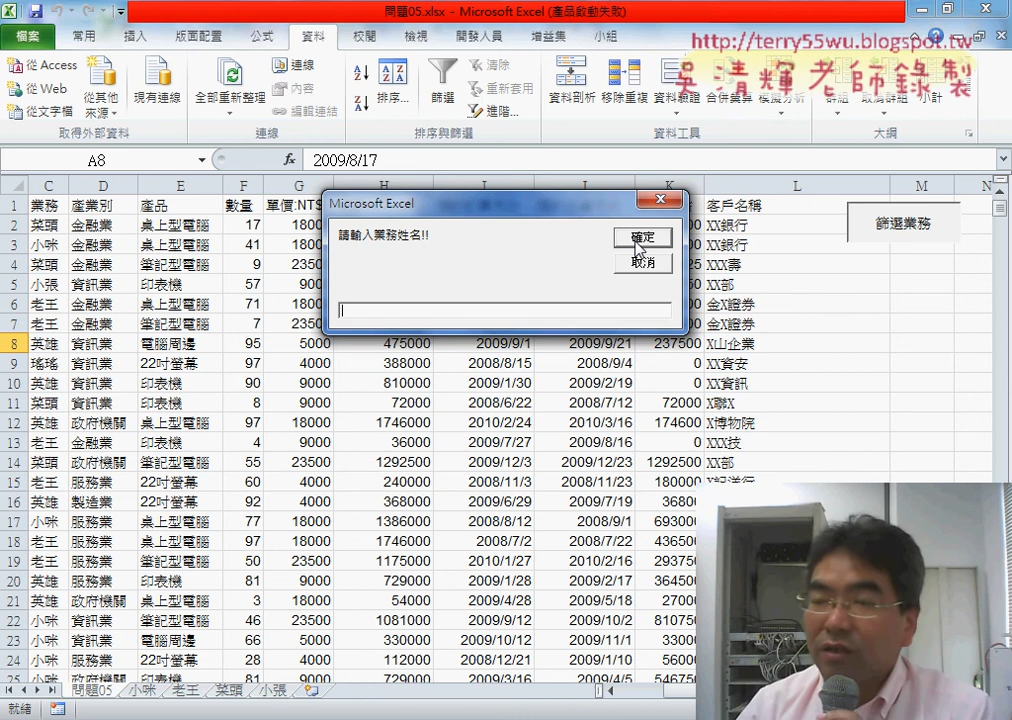 問題05.xlsx - Microsoft Excel (產品啟動失敗)
檔案 常用 插入 版面配置 公式 資料 校閱 檢視 開發人員 增益集 小組
http://terry55wu.blogspot.tw
吳清輝老師錄製
從 Access
從 Web
從文字檔
從其他來源
現有連線
全部重新整理
連線
內容
編輯連結
排序...
篩選
清除
重新套用
進階...
資料剖析 移除重複
取得外部資料 連線 排序與篩選 資料工具 大綱
A8 fx 2009/8/17
C D E F G H I L M N
1 業務 產業別 產品 數量 單價:NT$ 客戶名稱
2 菜頭 金融業 桌上型電腦 17 XX銀行
3 小咪 金融業 桌上型電腦 41 XX銀行
4 菜頭 金融業 筆記型電腦 9 XXX壽
5 小張 資訊業 印表機 57 XX部
6 老王 金融業 桌上型電腦 71 金X證券
7 老王 金融業 筆記型電腦 7 金X證券
8 英雄 資訊業 電腦周邊 95 5000 475000 2009/9/1 2009/9/21 237500 X山企業
9 瑤瑤 資訊業 22吋螢幕 97 4000 388000 2008/8/15 2008/9/4 0 XX資安
10 英雄 資訊業 印表機 90 9000 810000 2009/1/30 2009/2/19 0 XX資訊
11 菜頭 資訊業 印表機 8 9000 72000 2008/6/22 2008/7/12 72000 X聯X
12 英雄 政府機關 桌上型電腦 97 18000 1746000 2010/2/24 2010/3/16 174600 X博物院
13 老王 金融業 印表機 4 9000 36000 2009/7/27 2009/8/16 0 XXX技
14 菜頭 政府機關 筆記型電腦 55 23500 1292500 2009/12/3 2009/12/23 1292500 XX部
15 老王 服務業 22吋螢幕 60 4000 240000 2008/11/3 2008/11/23 180000
16 英雄 製造業 22吋螢幕 92 4000 368000 2009/6/29 2009/7/19
17 小咪 服務業 桌上型電腦 77 18000 1386000 2008/8/12 2008/9/1
18 老王 服務業 桌上型電腦 97 18000 1746000 2008/7/2 2008/7/22
19 老王 服務業 筆記型電腦 50 23500 1175000 2010/1/27 2010/2/16
20 英雄 服務業 印表機 81 9000 729000 2009/1/28 2009/2/17
21 英雄 政府機關 桌上型電腦 3 18000 54000 2009/4/28 2009/5/18
22 菜頭 資訊業 筆記型電腦 46 23500 1081000 2009/9/12 2009/10/2
23 小咪 資訊業 電腦周邊 66 5000 330000 2009/10/12 2009/11/1
24 小咪 服務業 22吋螢幕 28 4000 112000 2008/12/21 2009/1/10
篩選業務
Microsoft Excel
請輸入業務姓名!!
確定
取消
問題05 小咪 老王 菜頭 小張
就緒